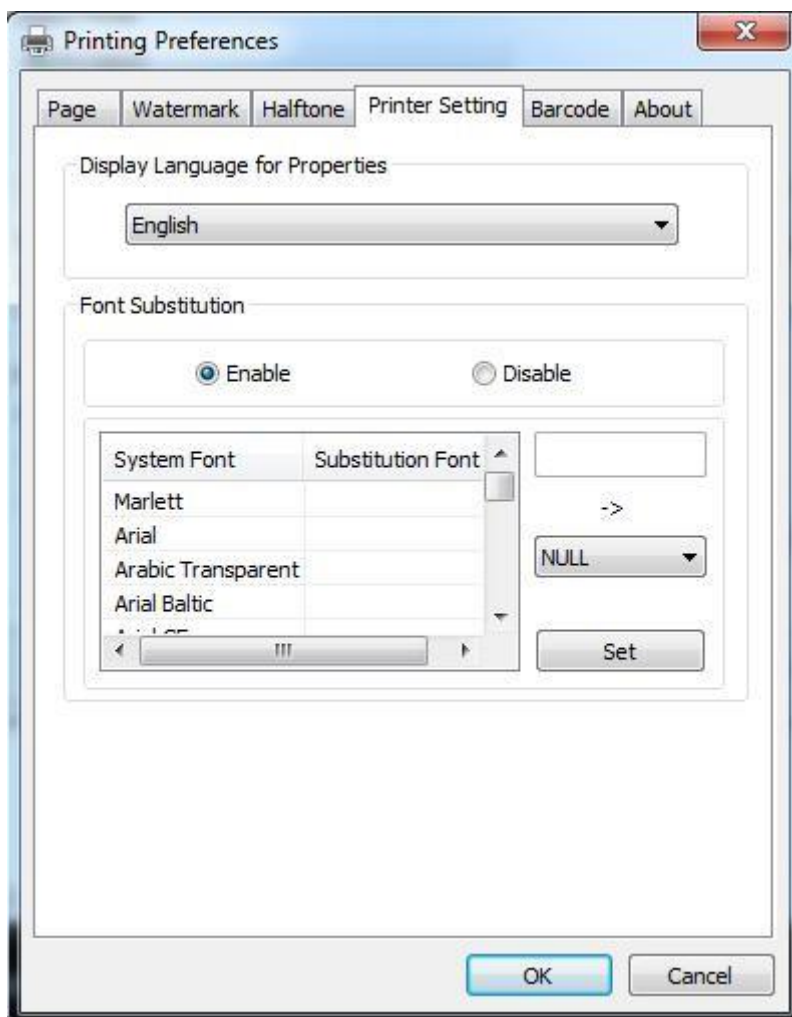 Printing Preferences
Page Watermark Halftone Printer Setting Barcode About
Display Language for Properties
English
Font Substitution
Enable Disable
System Font Substitution Font
Marlett
->
Arial
Arabic Transparent
NULL
Arial Baltic
Set
OK Cancel